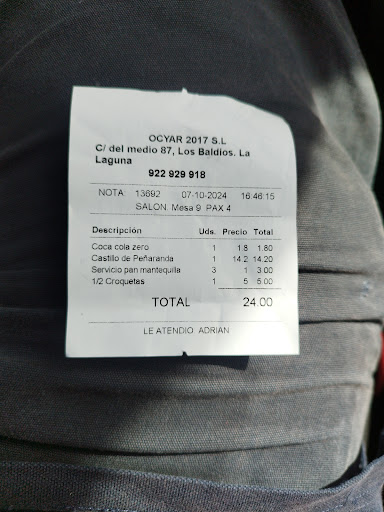 OCYAR 2017 S.L
C/ del medio 87, Los Baldios. La
Laguna
922 929 918
NOTA: 13692 07-10-2024 16:46:15
SALON Mesa 9 PAX 4
Descripción Uds. Precio Total
Coca cola zero 1 1.8 1.80
Castillo de Peñaranda 1 14.2 14.20
Servicio pan mantequilla 3 1 3.00
1/2 Croquetas 1 5 5.00
TOTAL 24.00
LE ATENDIO ADRIAN